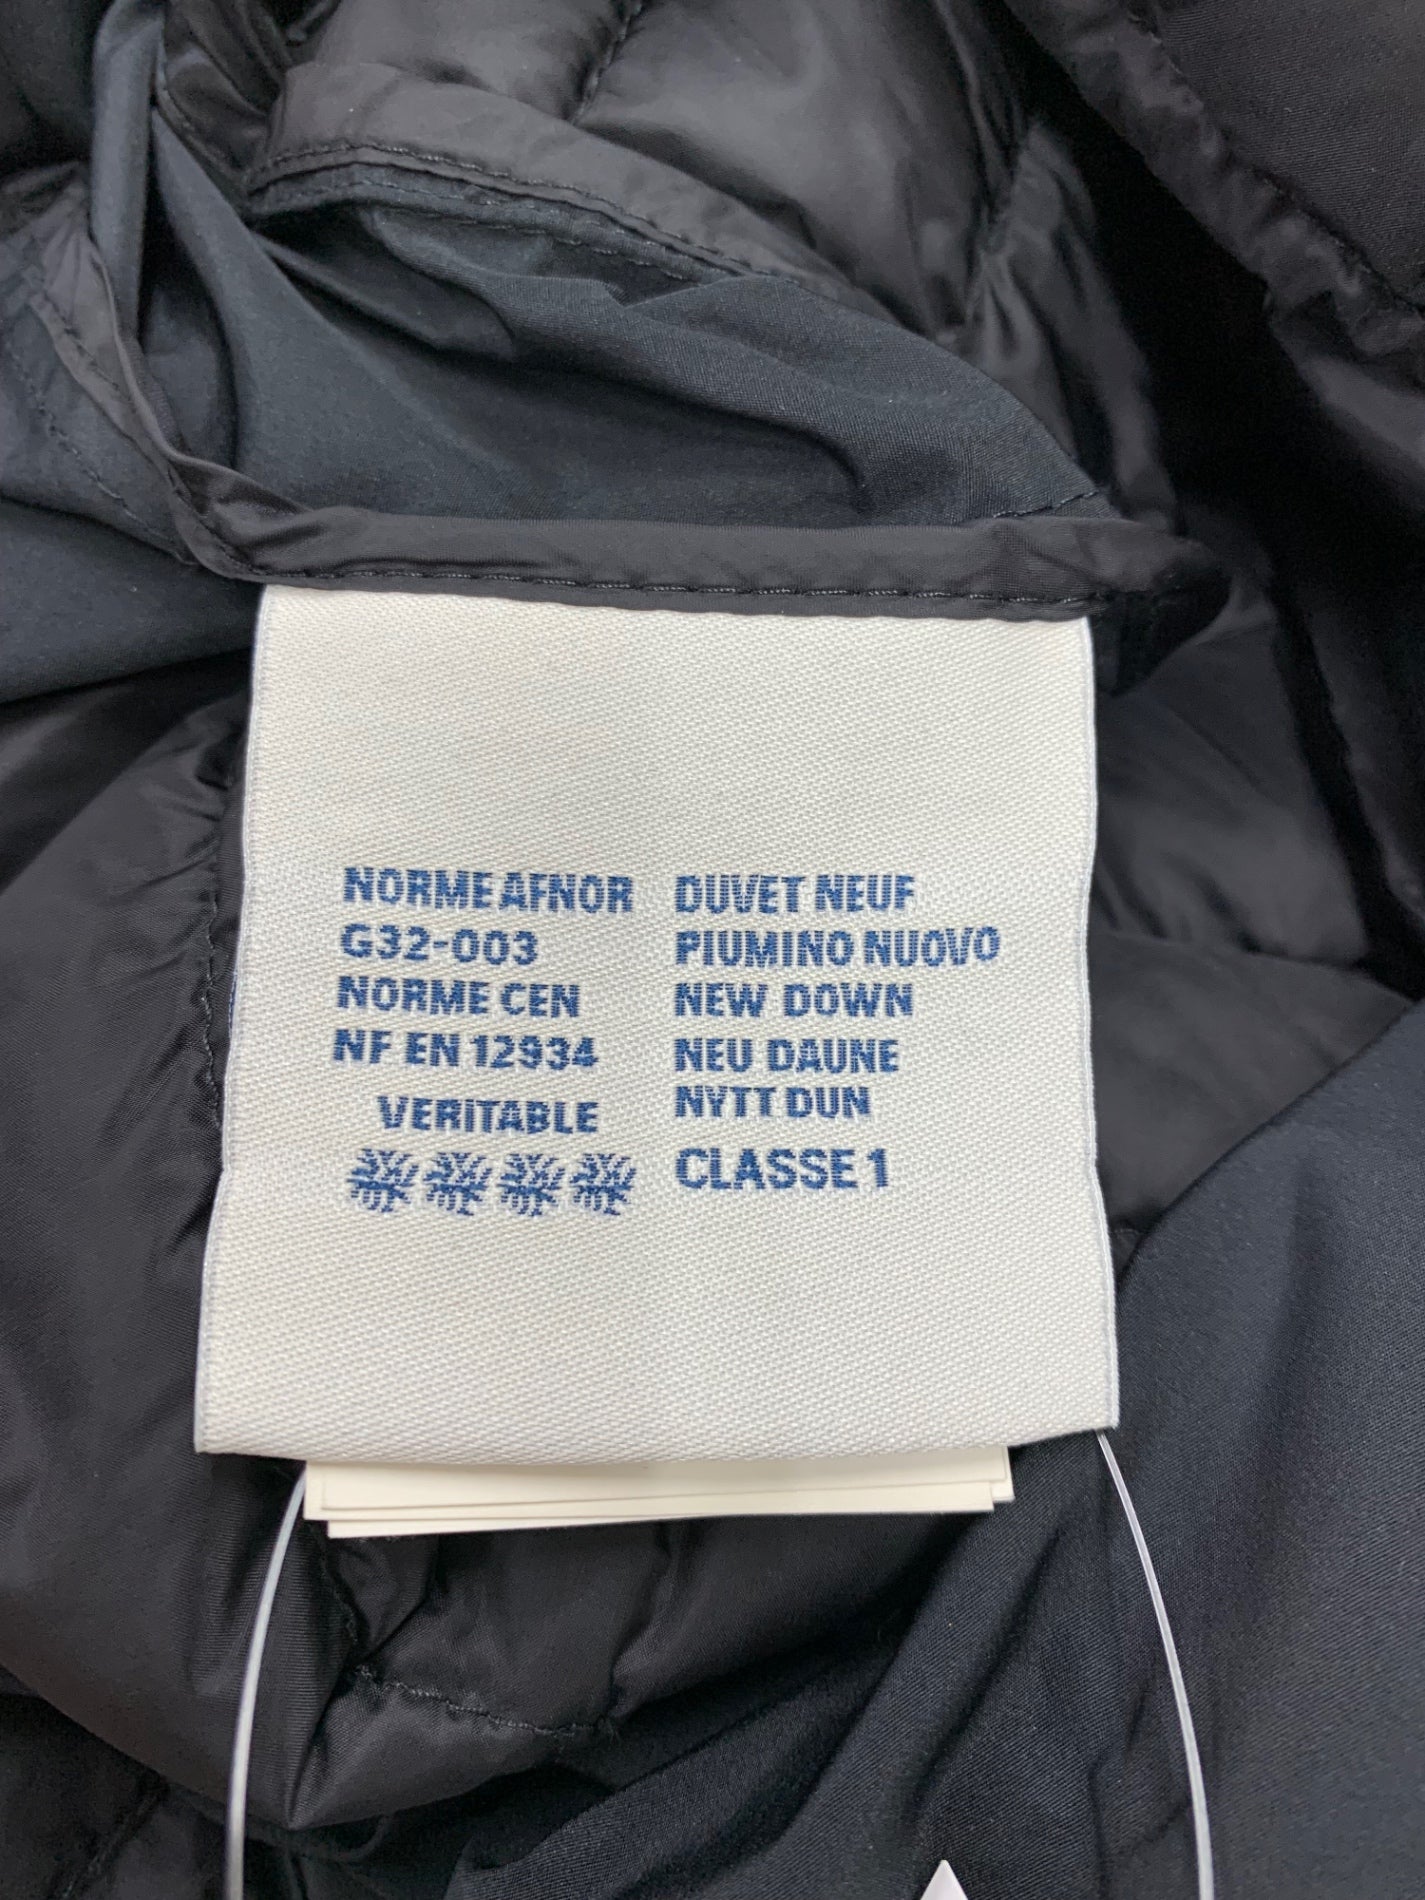 NORME AFNOR
G32-003
NORME CEN
NF EN 12934
VERITABLE
DUVET NEUF
PIUMINO NUOVO
NEW DOWN
NEU DAUNE
NYTT DUN
CLASSE 1